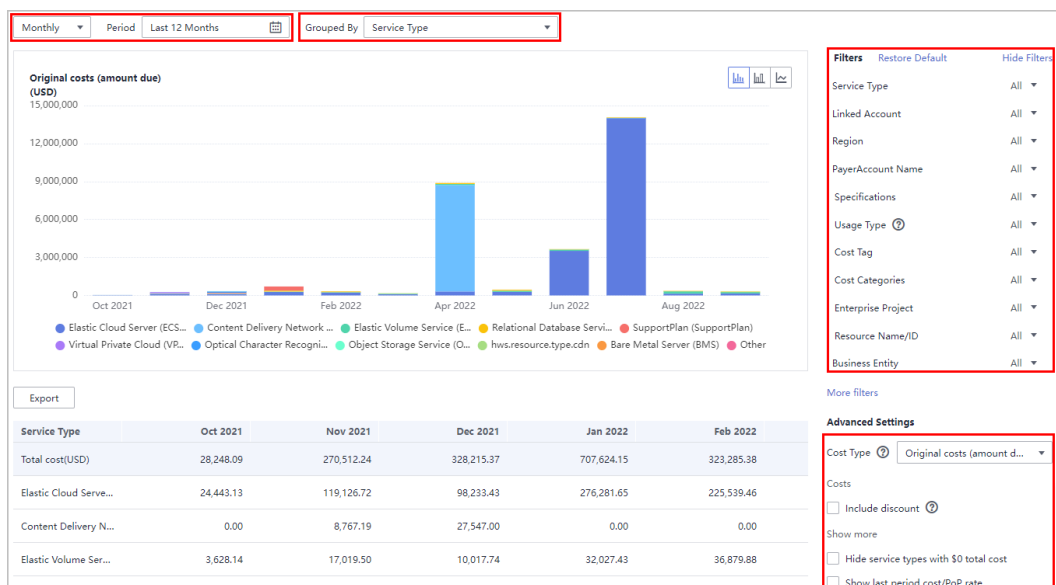 Monthly Period Last 12 Months Grouped By Service Type
Original costs (amount due)
(USD)
15,000,000
12,000,000
9,000,000
6,000,000
3,000,000
0
Oct 2021 Dec 2021 Feb 2022 Apr 2022 Jun 2022 Aug 2022
Elastic Cloud Server (ECS... Content Delivery Network ... Elastic Volume Service (E... Relational Database Servi... SupportPlan (SupportPlan)
Virtual Private Cloud (VP... Optical Character Recogni... Object Storage Service (O... hws.resource.type.cdn Bare Metal Server (BMS) Other
Export
Service Type Oct 2021 Nov 2021 Dec 2021 Jan 2022 Feb 2022
Total cost(USD) 28,248.09 270,512.24 328,215.37 707,624.15 323,285.38
Elastic Cloud Serve... 24,443.13 119,126.72 98,233.43 276,281.65 225,539.46
Content Delivery N... 0.00 8,767.19 27,547.00 0.00 0.00
Elastic Volume Ser... 3,628.14 17,019.50 10,017.74 32,027.43 36,879.88
Filters Restore Default Hide Filters
Service Type All
Linked Account All
Region All
PayerAccount Name All
Specifications All
Usage Type ? All
Cost Tag All
Cost Categories All
Enterprise Project All
Resource Name/ID All
Business Entity All
More filters
Advanced Settings
Cost Type ? Original costs (amount d...
Costs
Include discount ?
Show more
Hide service types with $0 total cost
Show last period cost/PoP rate